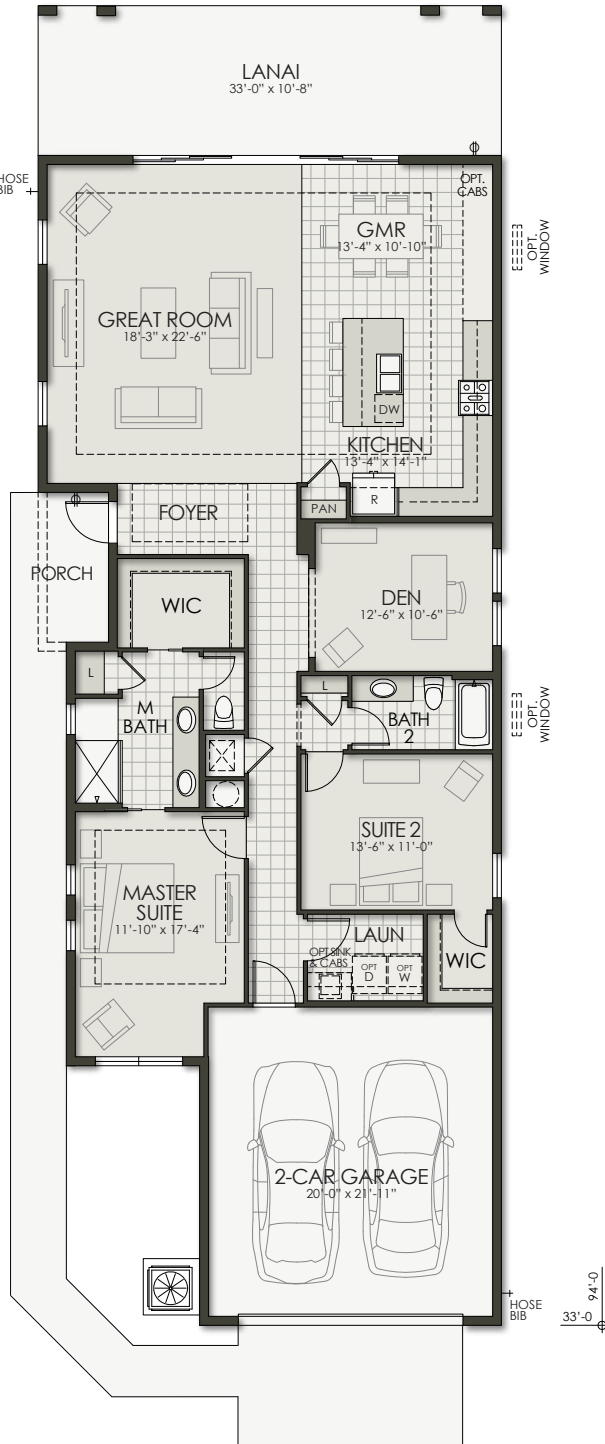 LANAI
33'-0" x 10'-8"
HOSE
BIB
OPT.
CABS
GMR
13'-4" x 10'-10"
OPT.
WINDOW
GREAT ROOM
18'-3" x 22'-6"
DW
KITCHEN
13'-4" x 14'-1"
R
PAN
FOYER
PORCH
WIC
DEN
12'-6" x 10'-6"
L
M
BATH
L
BATH
2
OPT.
WINDOW
SUITE 2
13'-6" x 11'-0"
MASTER
SUITE
11'-10" x 17'-4"
LAUN
OPT SINK
& CABS
OPT
D
OPT
W
WIC
2-CAR GARAGE
20'-0" x 21'-11"
HOSE
BIB
94'-0
33'-0